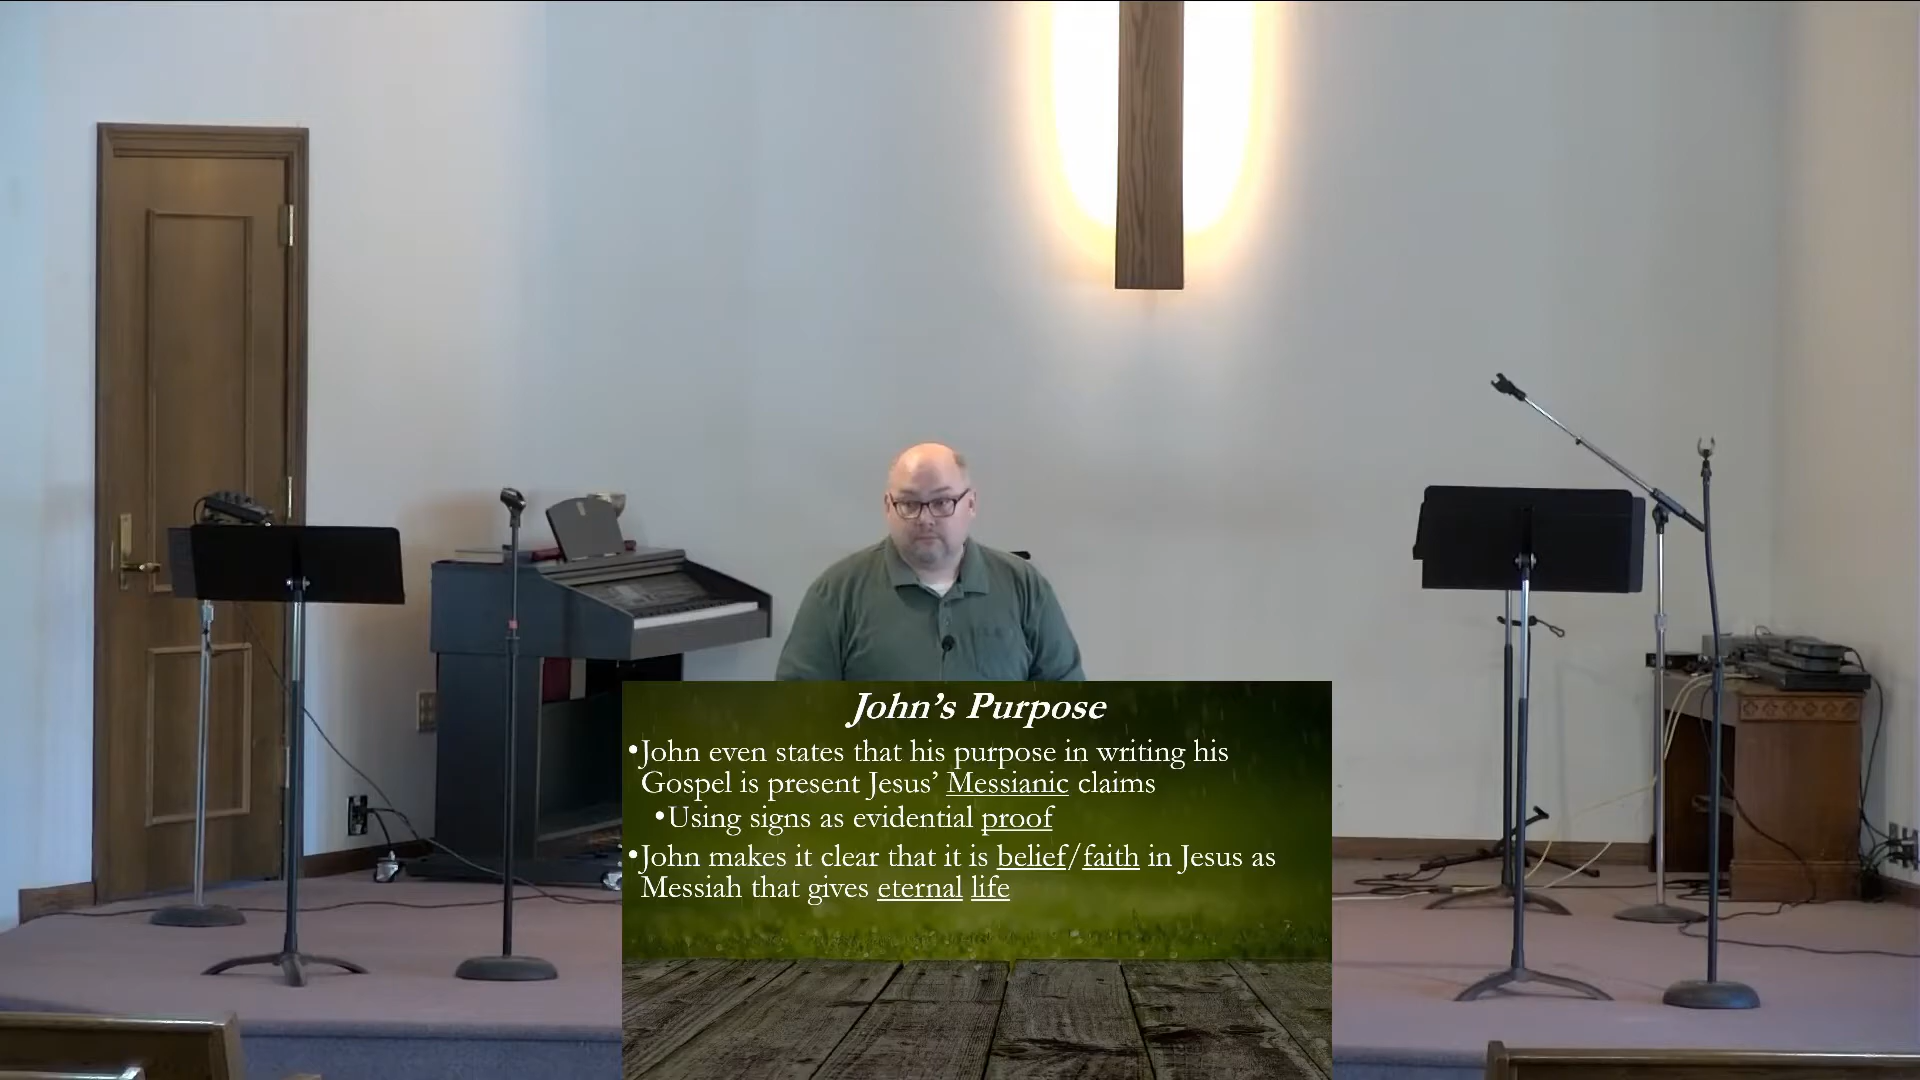 John's Purpose
•John even states that his purpose in writing his
Gospel is present Jesus' Messianic claims
•Using signs as evidential proof
•John makes it clear that it is belief/faith in Jesus as
Messiah that gives eternal life